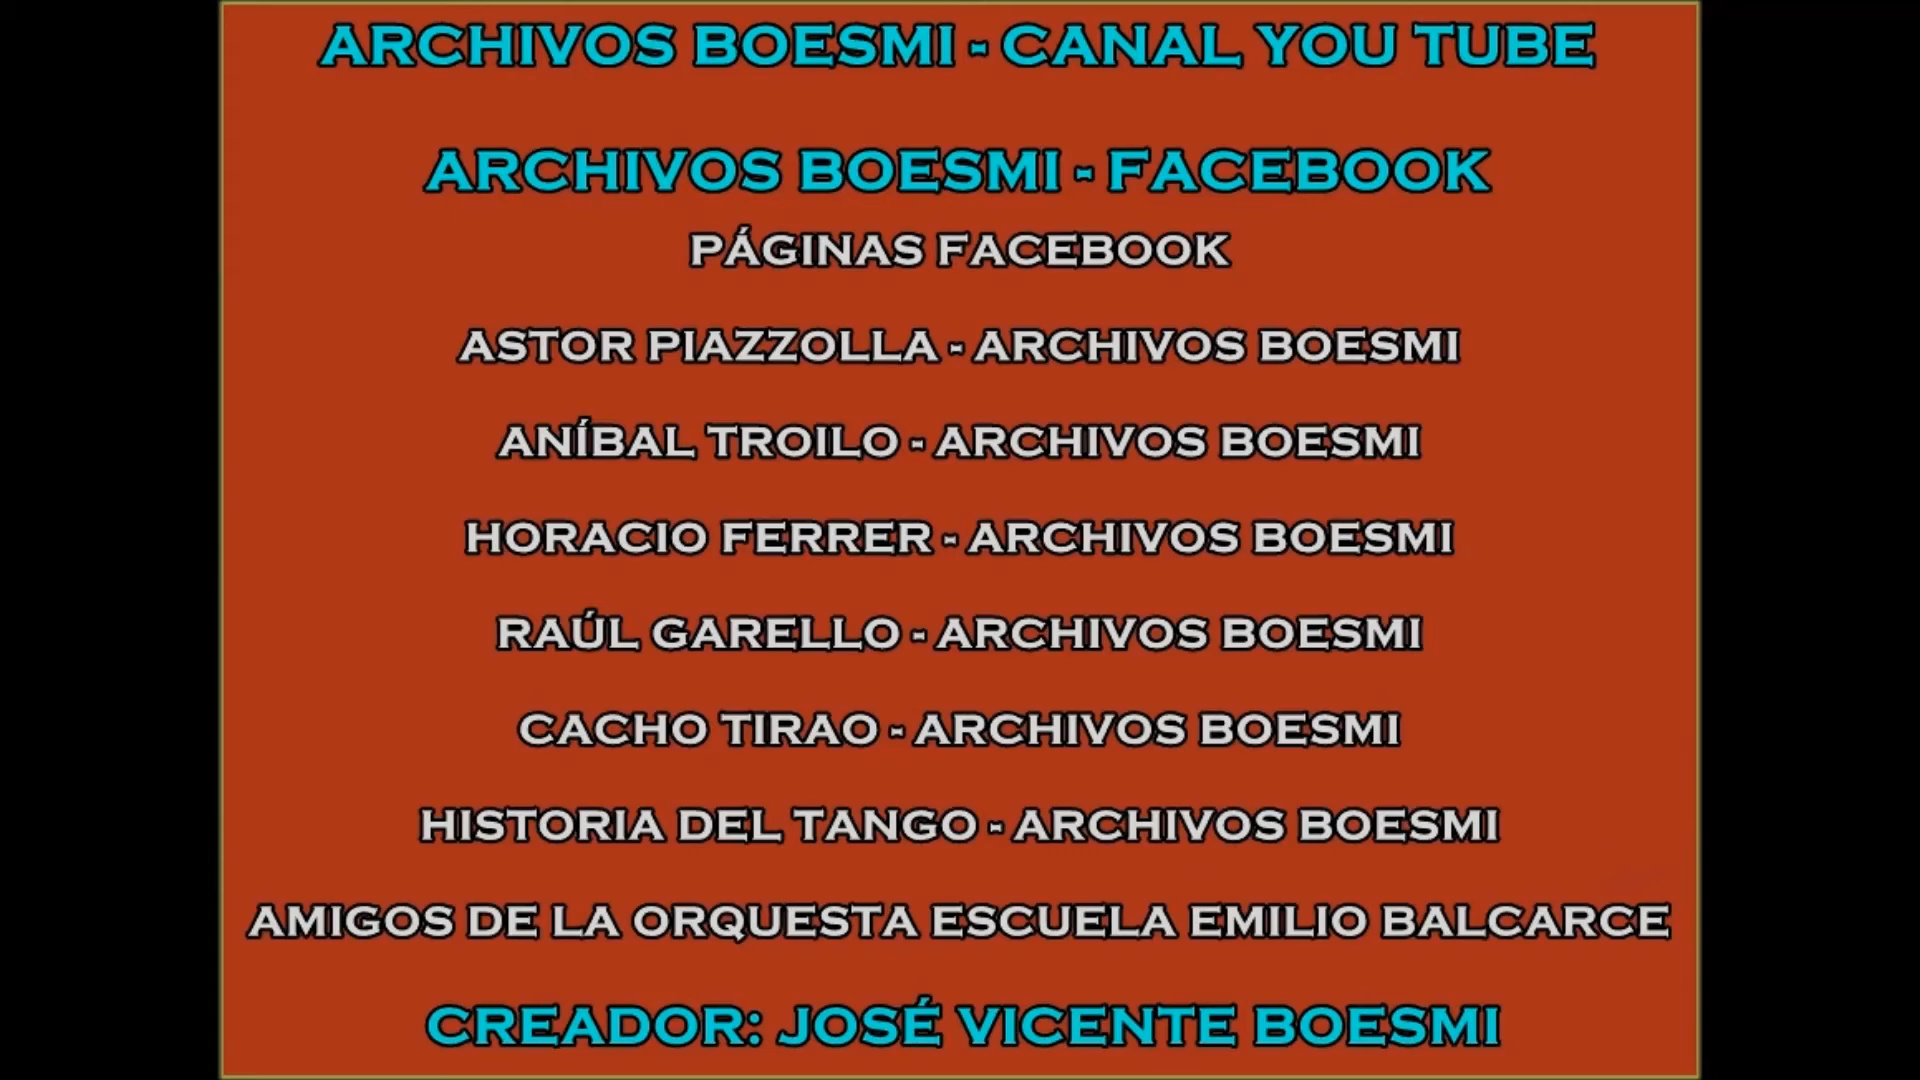 ARCHIVOS BOESMI - CANAL YOU TUBE
ARCHIVOS BOESMI - FACEBOOK
PÁGINAS FACEBOOK
ASTOR PIAZZOLLA - ARCHIVOS BOESMI
ANÍBAL TROILO - ARCHIVOS BOESMI
HORACIO FERRER - ARCHIVOS BOESMI
RAÚL GARELLO - ARCHIVOS BOESMI
CACHO TIRAO - ARCHIVOS BOESMI
HISTORIA DEL TANGO - ARCHIVOS BOESMI
AMIGOS DE LA ORQUESTA ESCUELA EMILIO BALCARCE
CREADOR: JOSÉ VICENTE BOESMI